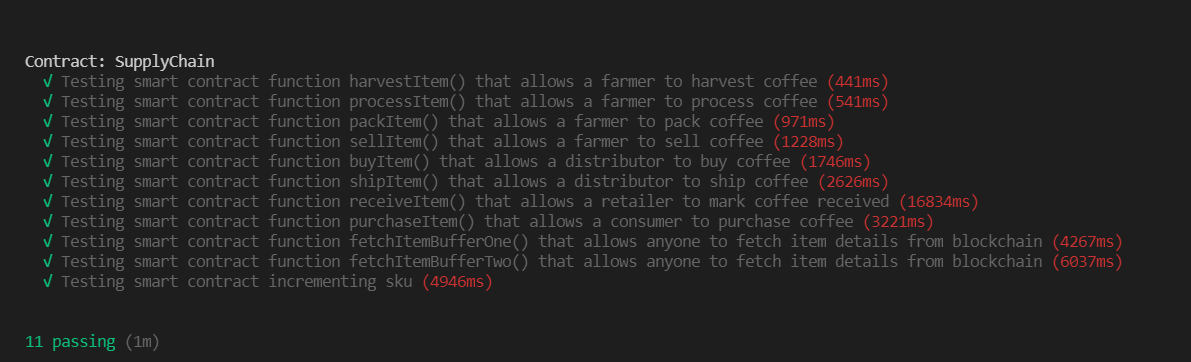 Contract: SupplyChain
√ Testing smart contract function harvestItem() that allows a farmer to harvest coffee (441ms)
√ Testing smart contract function processItem() that allows a farmer to process coffee (541ms)
√ Testing smart contract function packItem() that allows a farmer to pack coffee (971ms)
√ Testing smart contract function sellItem() that allows a farmer to sell coffee (1228ms)
√ Testing smart contract function buyItem() that allows a distributor to buy coffee (1746ms)
√ Testing smart contract function shipItem() that allows a distributor to ship coffee (2626ms)
√ Testing smart contract function receiveItem() that allows a retailer to mark coffee received (16834ms)
√ Testing smart contract function purchaseItem() that allows a consumer to purchase coffee (3221ms)
√ Testing smart contract function fetchItemBufferOne() that allows anyone to fetch item details from blockchain (4267ms)
√ Testing smart contract function fetchItemBufferTwo() that allows anyone to fetch item details from blockchain (6037ms)
√ Testing smart contract incrementing sku (4946ms)
11 passing (1m)